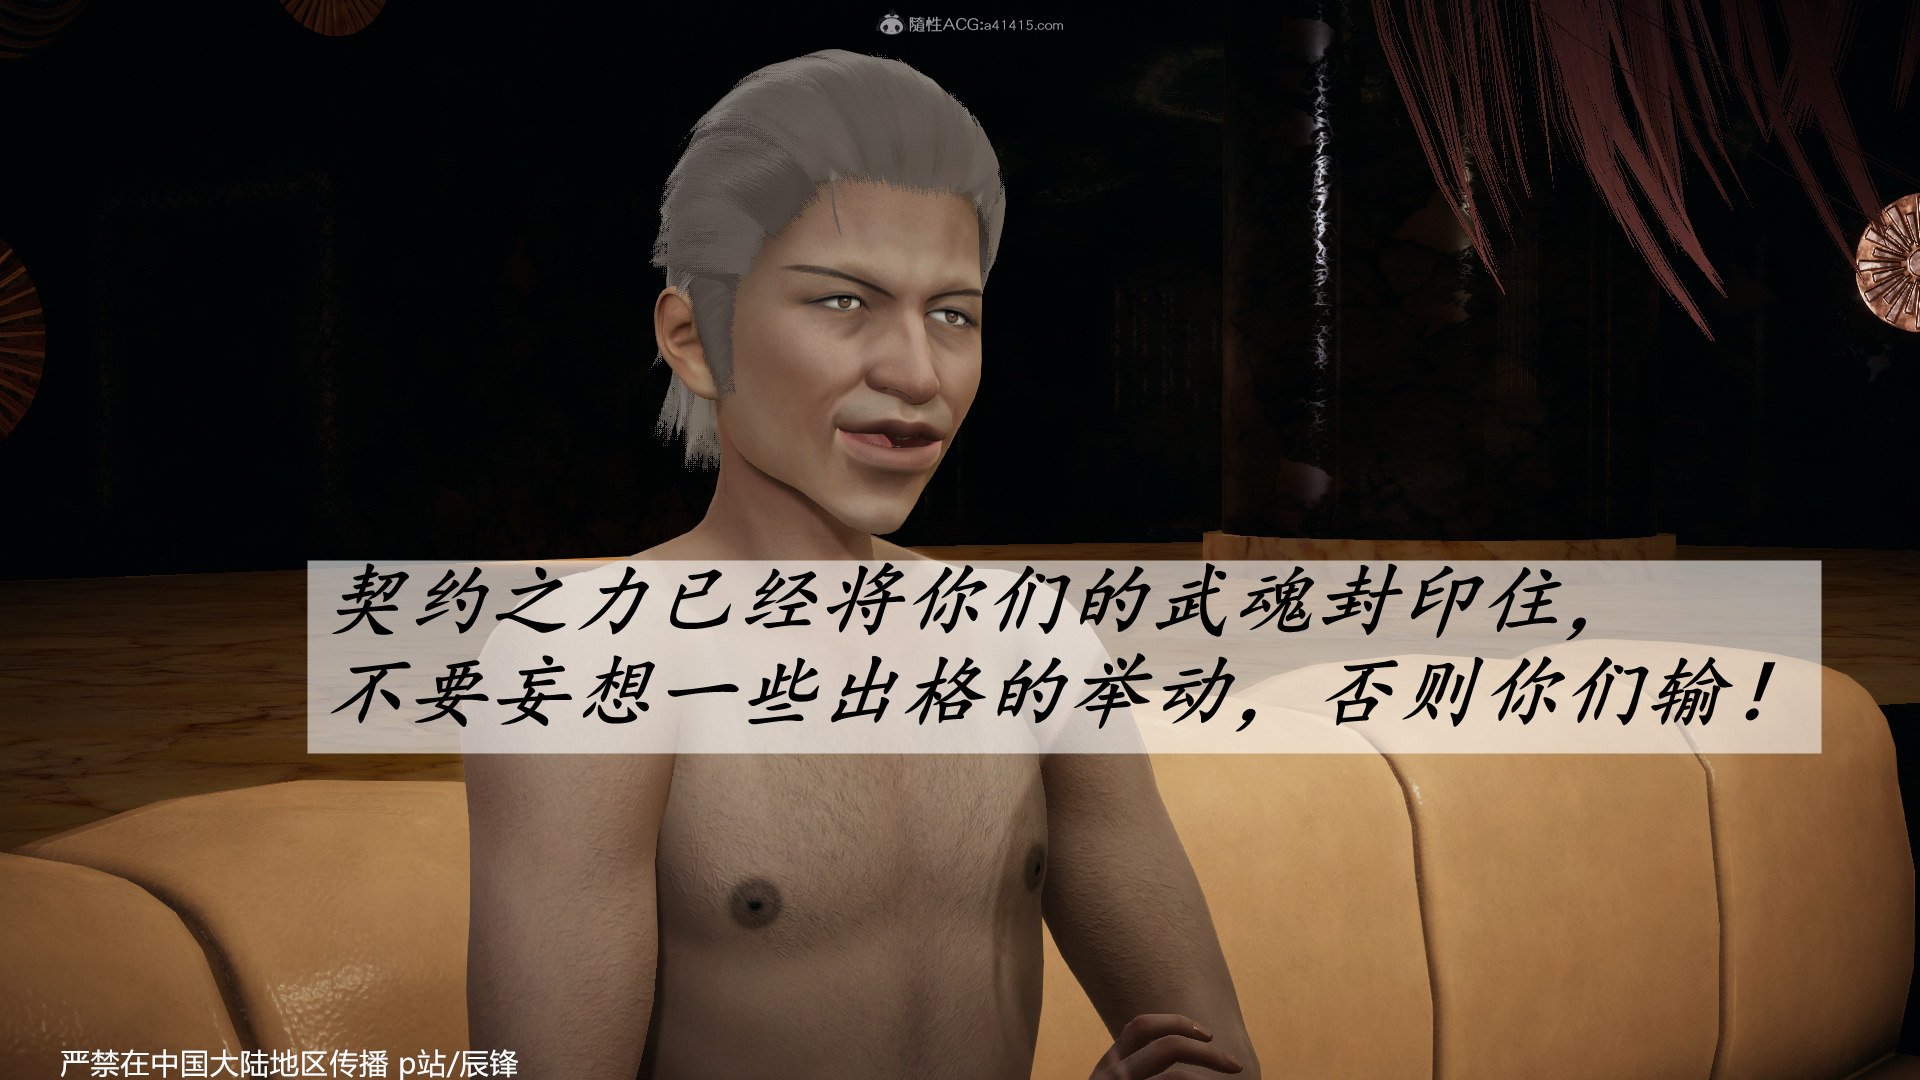 隨性ACG:a41415.com
契约之力已经将你们的武魂封印住，
不要妄想一些出格的举动，否则你们输！
严禁在中国大陆地区传播 p站/辰锋